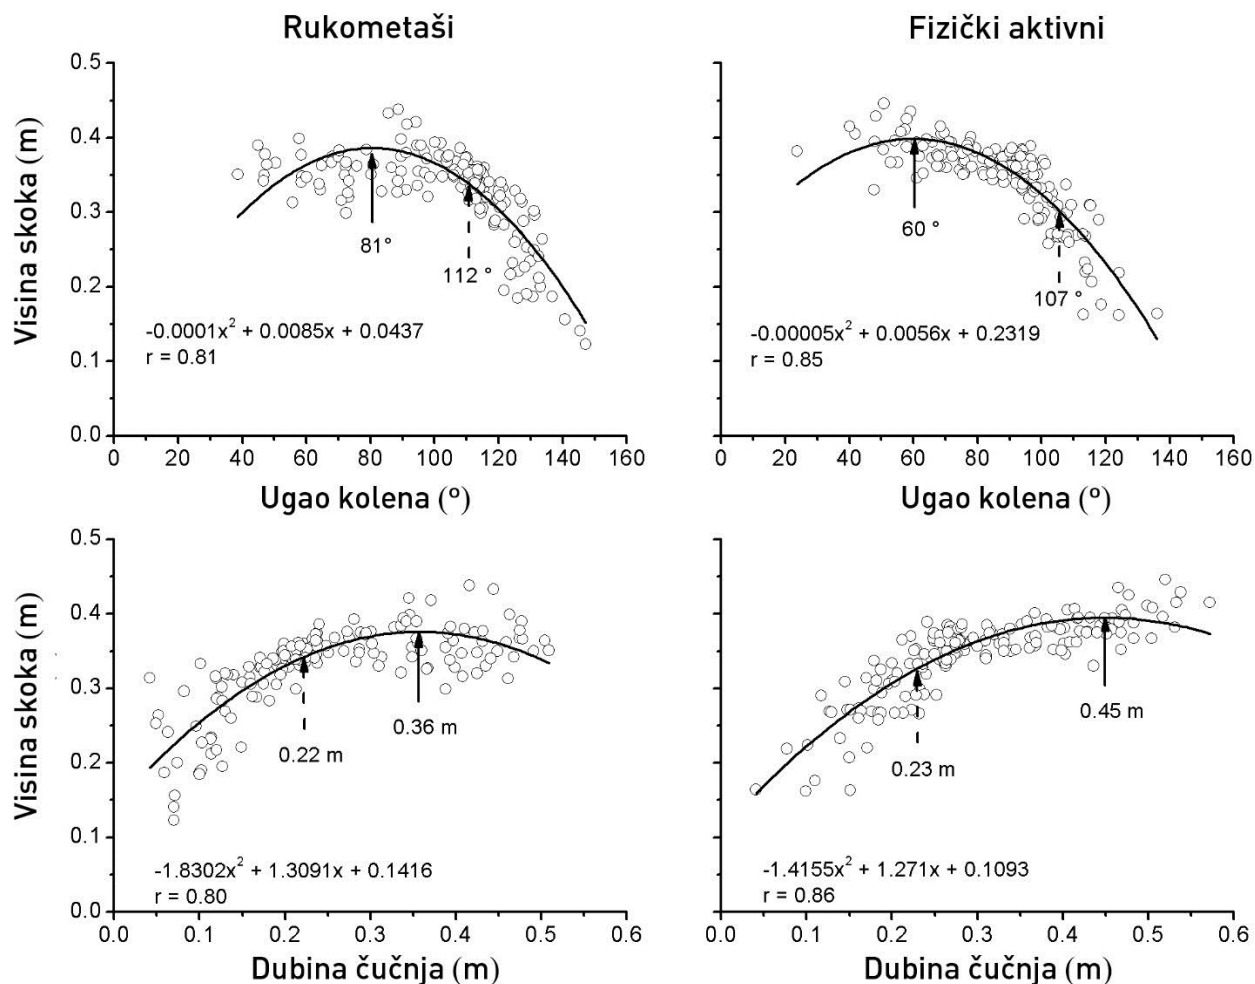 Rukometaši
Fizički aktivni
Visina skoka (m)
0.5
0.4
0.3
0.2
0.1
0.0
81°
112 °
-0.0001x² + 0.0085x + 0.0437
r = 0.81
0 20 40 60 80 100 120 140 160
Ugao kolena (º)
60 °
107 °
-0.00005x² + 0.0056x + 0.2319
r = 0.85
0 20 40 60 80 100 120 140 160
Ugao kolena (º)
Visina skoka (m)
0.5
0.4
0.3
0.2
0.1
0.0
0.22 m
0.36 m
-1.8302x² + 1.3091x + 0.1416
r = 0.80
0.0 0.1 0.2 0.3 0.4 0.5 0.6
Dubina čučnja (m)
0.23 m
0.45 m
-1.4155x² + 1.271x + 0.1093
r = 0.86
0.0 0.1 0.2 0.3 0.4 0.5 0.6
Dubina čučnja (m)